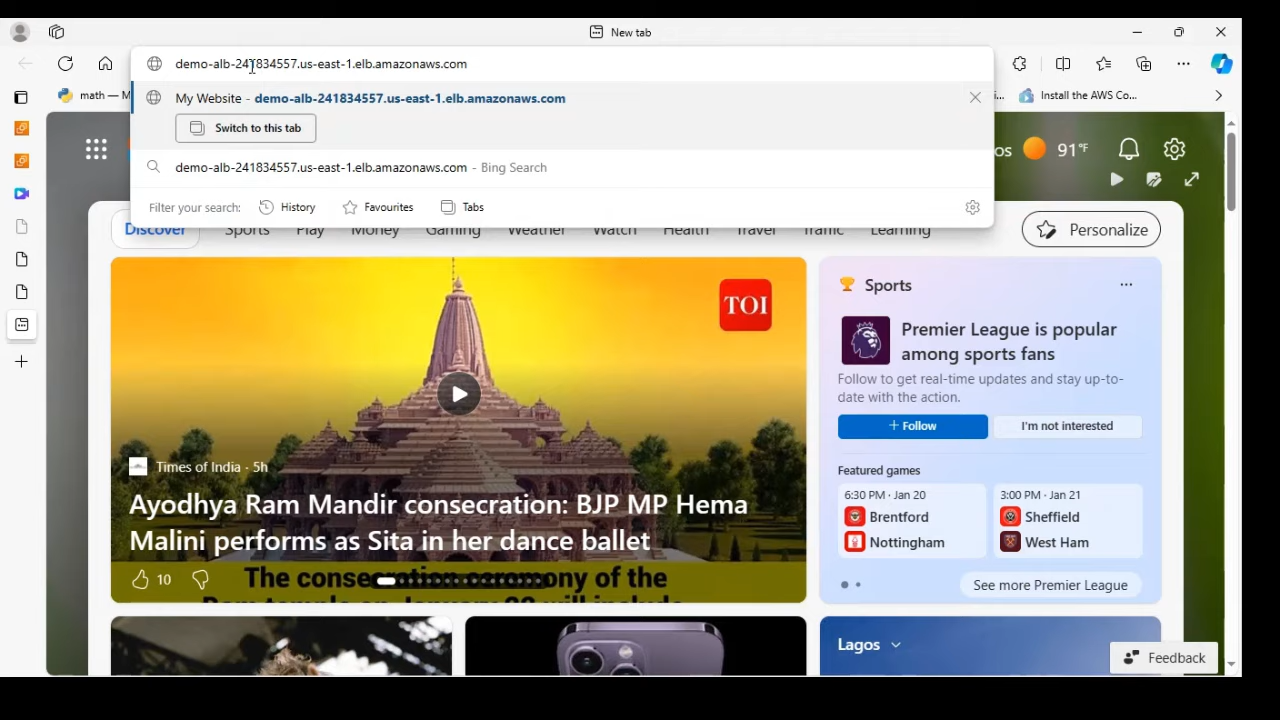 New tab
demo-alb-241834557.us-east-1.elb.amazonaws.com
math — M
My Website - demo-alb-241834557.us-east-1.elb.amazonaws.com
Install the AWS Co...
Switch to this tab
demo-alb-241834557.us-east-1.elb.amazonaws.com - Bing Search
91°F
Filter your search: History Favourites Tabs
Discover Sports Play Money Gaming Weather Watch Health Travel Traffic Learning
Personalize
TOI
Times of India · 5h
Ayodhya Ram Mandir consecration: BJP MP Hema
Malini performs as Sita in her dance ballet
10
The consecration ceremony of the
Sports
Premier League is popular
among sports fans
Follow to get real-time updates and stay up-to-
date with the action.
+ Follow
I'm not interested
Featured games
6:30 PM · Jan 20
Brentford
Nottingham
3:00 PM · Jan 21
Sheffield
West Ham
See more Premier League
Lagos
Feedback